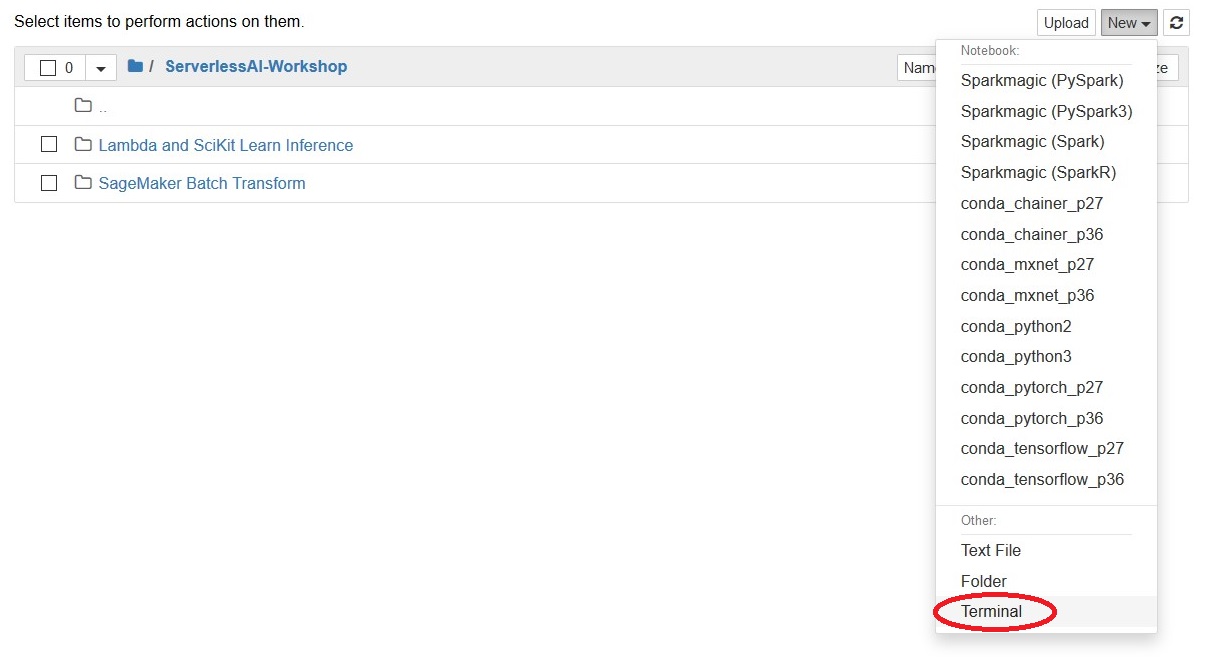 Select items to perform actions on them.
Upload New
0 / ServerlessAI-Workshop
Notebook:
..
Sparkmagic (PySpark)
Sparkmagic (PySpark3)
Lambda and SciKit Learn Inference
Sparkmagic (Spark)
SageMaker Batch Transform
Sparkmagic (SparkR)
conda_chainer_p27
conda_chainer_p36
conda_mxnet_p27
conda_mxnet_p36
conda_python2
conda_python3
conda_pytorch_p27
conda_pytorch_p36
conda_tensorflow_p27
conda_tensorflow_p36
Other:
Text File
Folder
Terminal